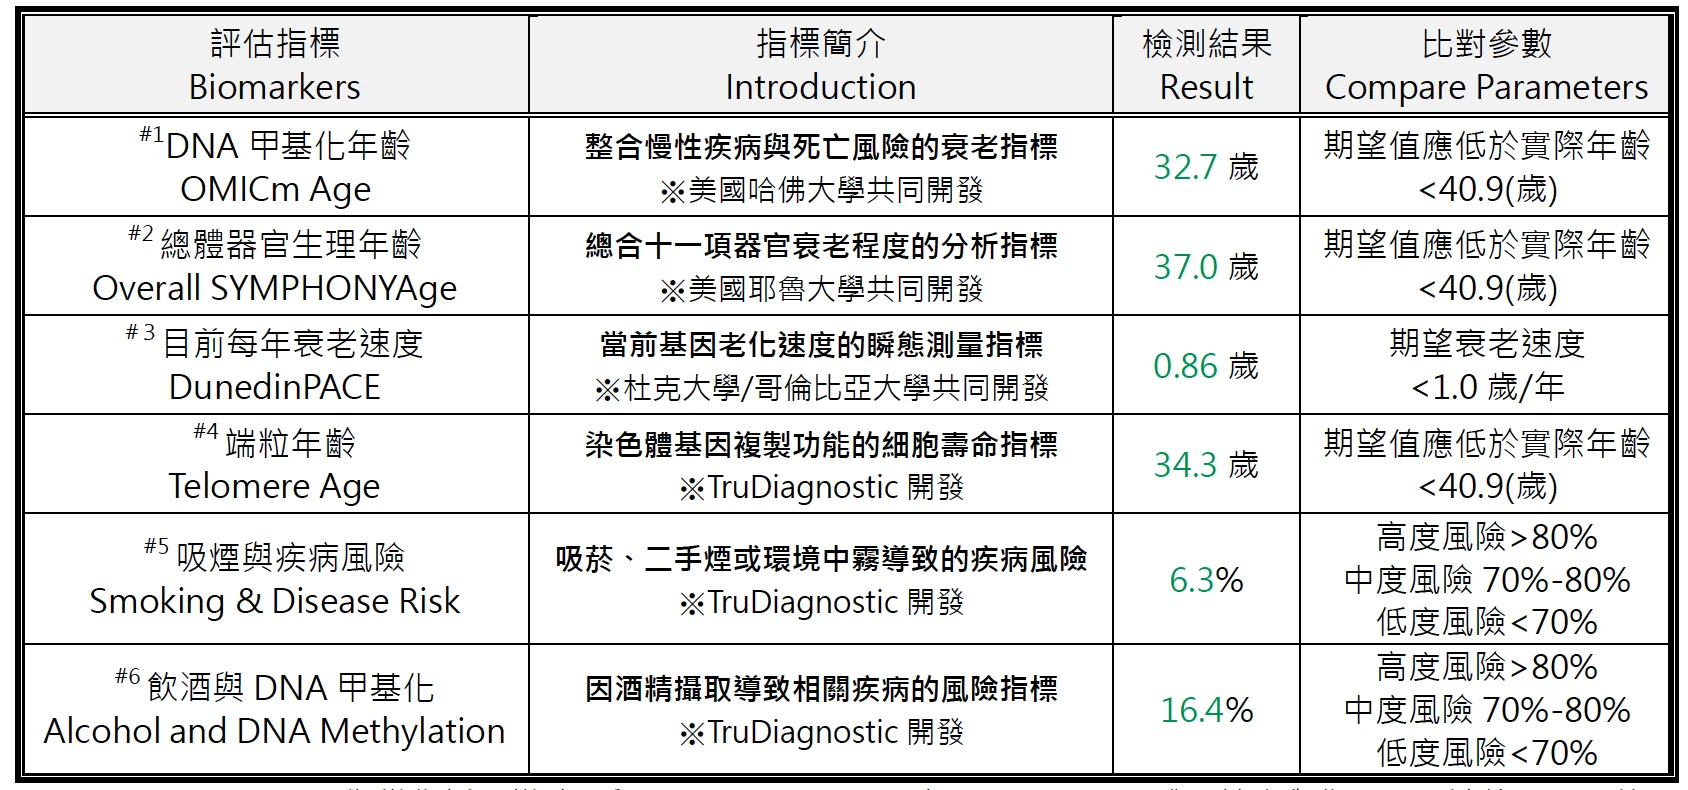 評估指標
Biomarkers
指標簡介
Introduction
檢測結果
Result
比對參數
Compare Parameters
#1DNA 甲基化年齡
OMICm Age
整合慢性疾病與死亡風險的衰老指標
※美國哈佛大學共同開發
32.7 歲
期望值應低於實際年齡
<40.9(歲)
#2 總體器官生理年齡
Overall SYMPHONYAge
總合十一項器官衰老程度的分析指標
※美國耶魯大學共同開發
37.0 歲
期望值應低於實際年齡
<40.9(歲)
#3 目前每年衰老速度
DunedinPACE
當前基因老化速度的瞬態測量指標
※杜克大學/哥倫比亞大學共同開發
0.86 歲
期望衰老速度
<1.0 歲/年
#4 端粒年齡
Telomere Age
染色體基因複製功能的細胞壽命指標
※TruDiagnostic 開發
34.3 歲
期望值應低於實際年齡
<40.9(歲)
#5 吸煙與疾病風險
Smoking & Disease Risk
吸菸、二手煙或環境中霧導致的疾病風險
※TruDiagnostic 開發
6.3%
高度風險>80%
中度風險 70%-80%
低度風險<70%
#6 飲酒與 DNA 甲基化
Alcohol and DNA Methylation
因酒精攝取導致相關疾病的風險指標
※TruDiagnostic 開發
16.4%
高度風險>80%
中度風險 70%-80%
低度風險<70%